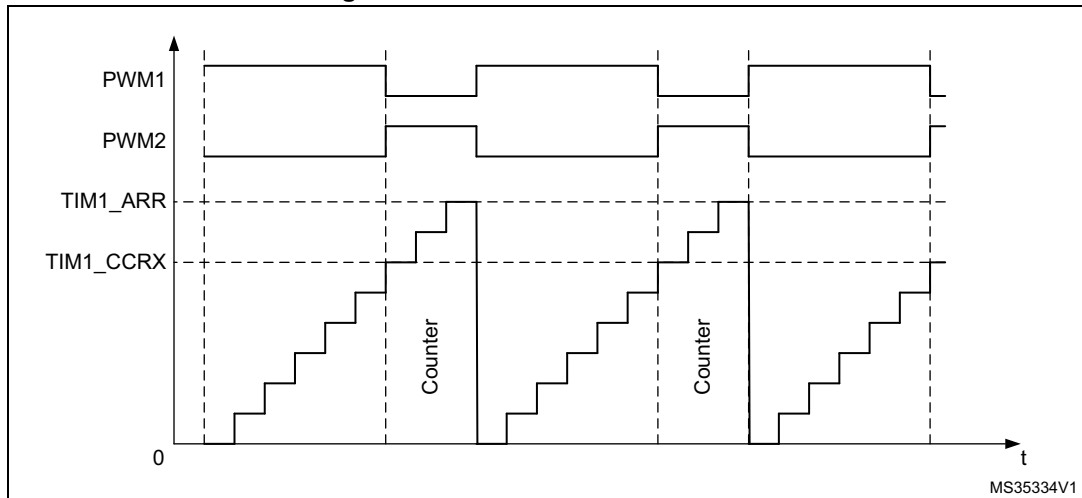 PWM1
PWM2
TIM1_ARR
TIM1_CCRX
Counter
Counter
0
t
MS35334V1